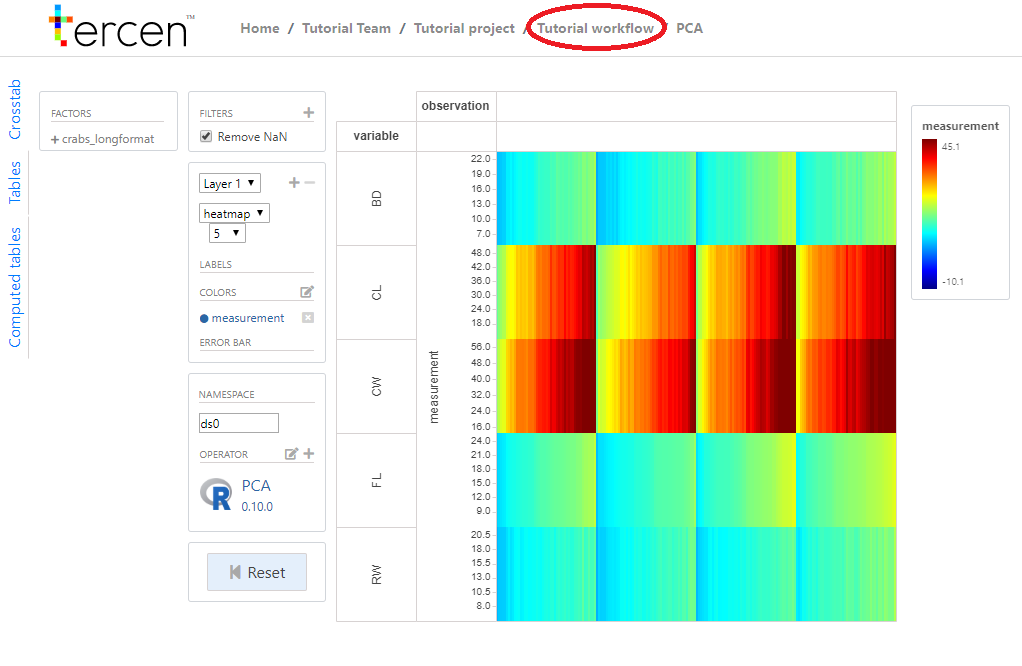 tercen™
Home / Tutorial Team / Tutorial project / Tutorial workflow PCA
Crosstab
Tables
Computed tables
FACTORS
+ crabs_longformat
FILTERS +
Remove NaN
Layer 1 ▼ + −
heatmap ▼
5 ▼
LABELS
COLORS
measurement
ERROR BAR
NAMESPACE
ds0
OPERATOR +
R PCA
0.10.0
Reset
observation
variable
measurement
BD
22.0
19.0
16.0
13.0
10.0
7.0
CL
48.0
42.0
36.0
30.0
24.0
18.0
CW
56.0
48.0
40.0
32.0
24.0
16.0
FL
24.0
21.0
18.0
15.0
12.0
9.0
RW
20.5
18.0
15.5
13.0
10.5
8.0
measurement
45.1
-10.1